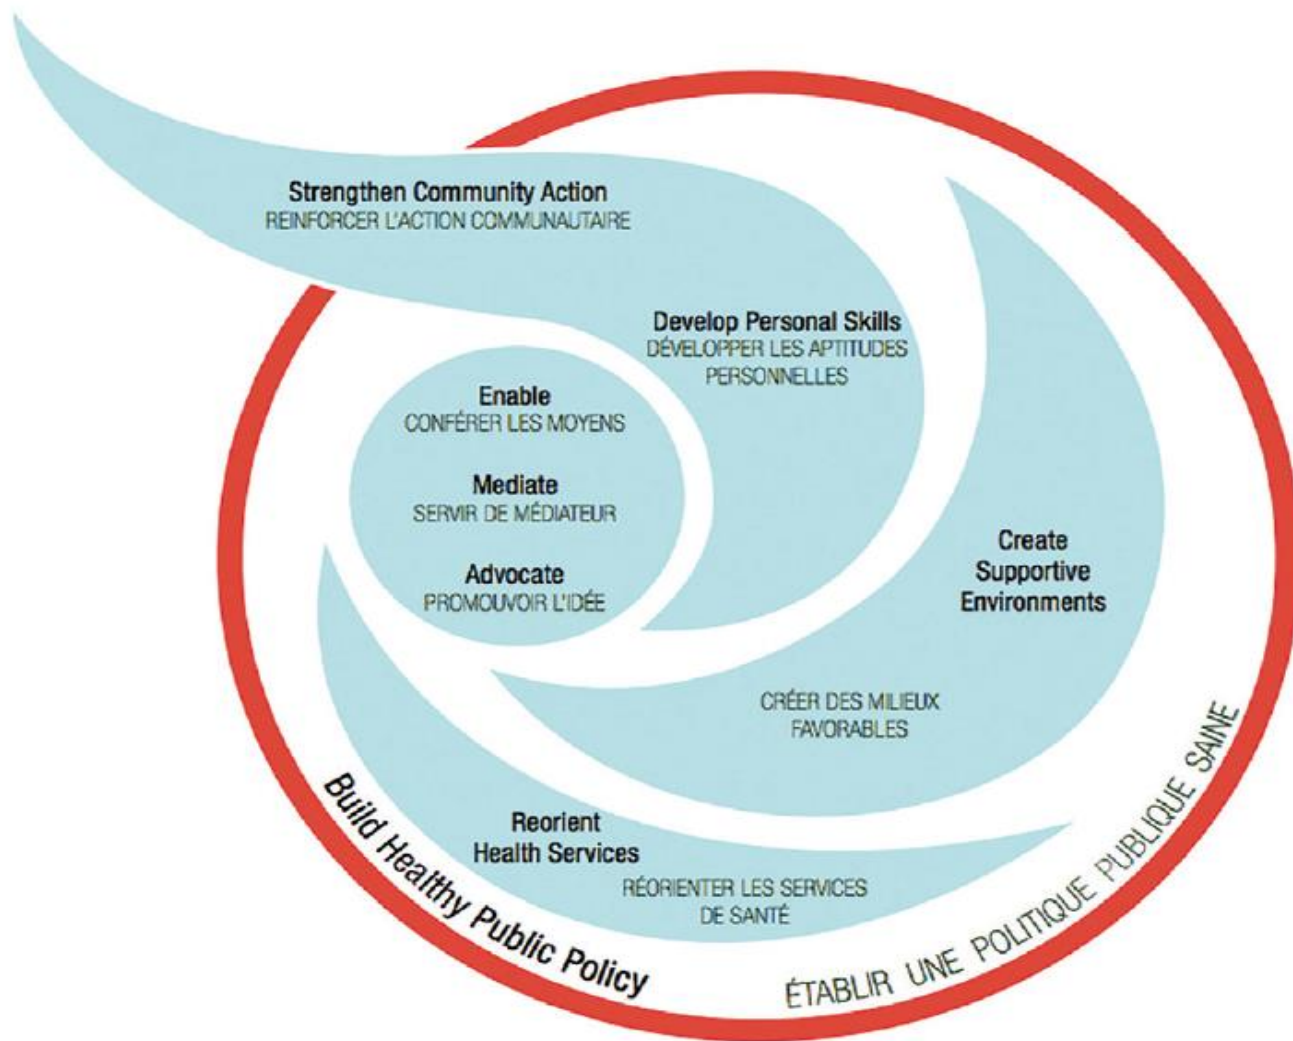 Strengthen Community Action
REINFORCER L'ACTION COMMUNAUTAIRE
Develop Personal Skills
DÉVELOPPER LES APTITUDES
PERSONNELLES
Enable
CONFÉRER LES MOYENS
Mediate
SERVIR DE MÉDIATEUR
Advocate
PROMOUVOIR L'IDÉE
Create
Supportive
Environments
CRÉER DES MILIEUX
FAVORABLES
Reorient
Health Services
RÉORIENTER LES SERVICES
DE SANTÉ
Build Healthy Public Policy
ÉTABLIR UNE POLITIQUE PUBLIQUE SAINE